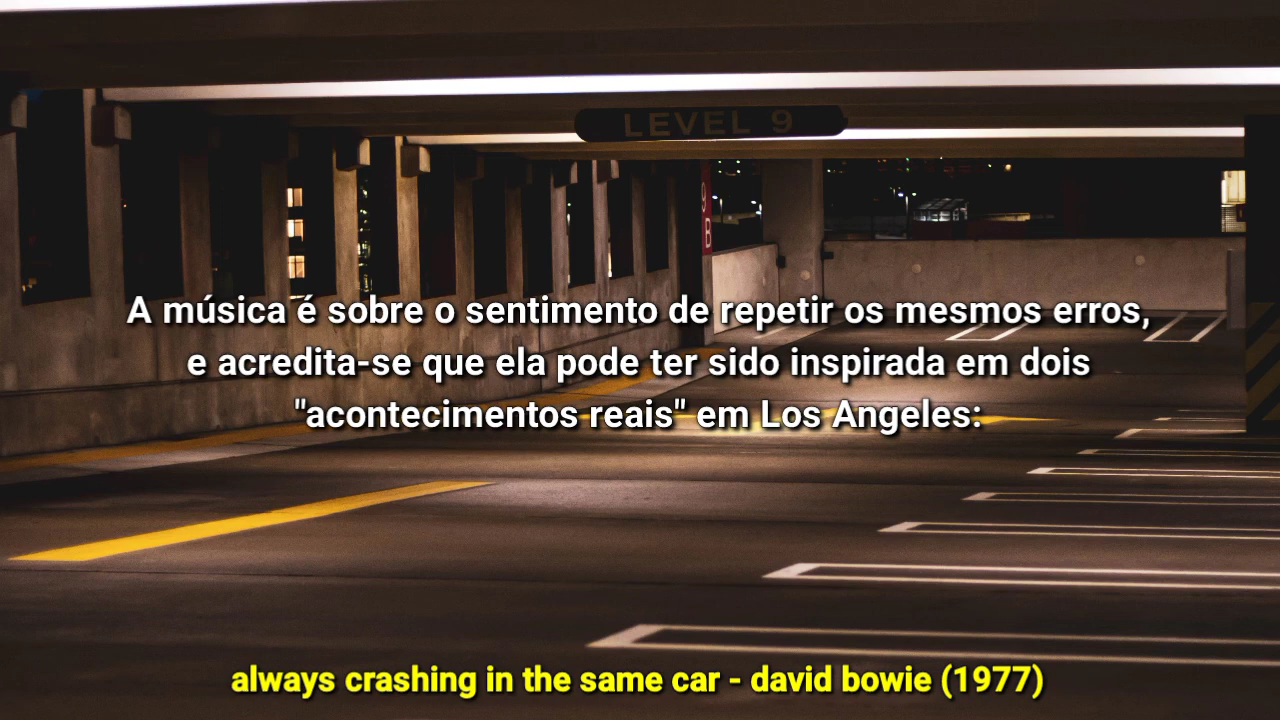 LEVEL 9
9
B
A música é sobre o sentimento de repetir os mesmos erros,
e acredita-se que ela pode ter sido inspirada em dois
"acontecimentos reais" em Los Angeles:
always crashing in the same car - david bowie (1977)